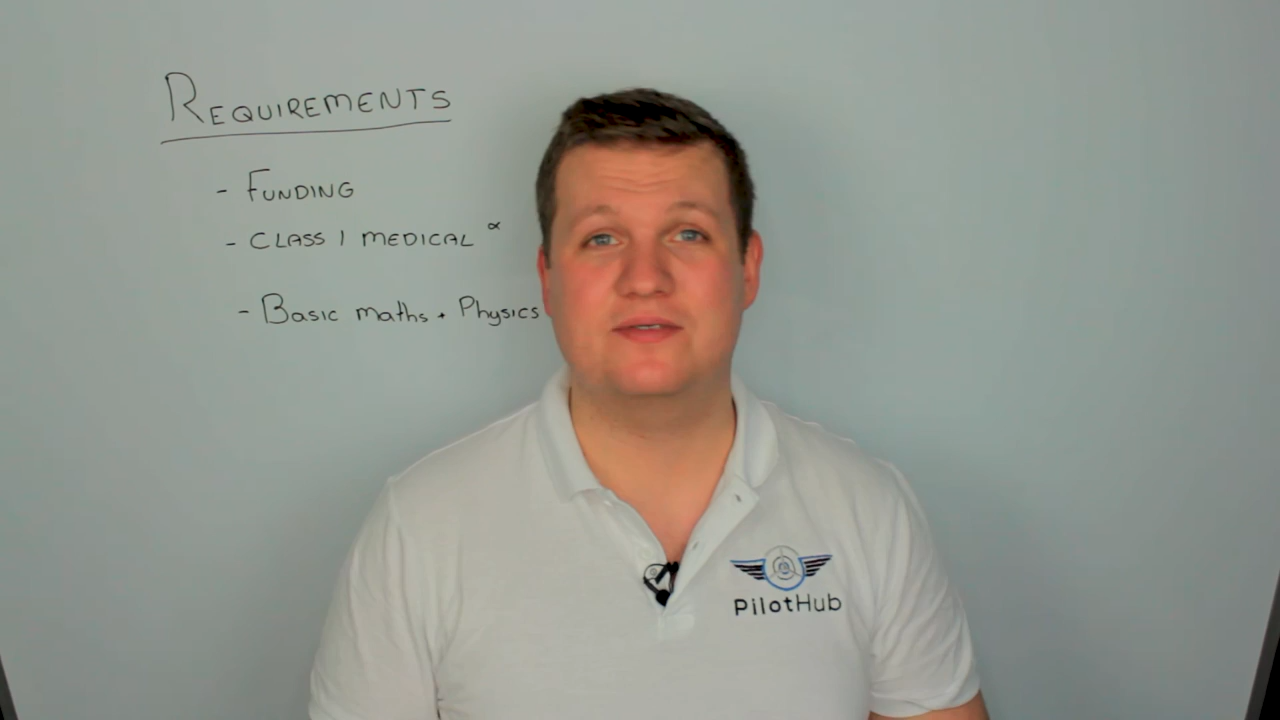 REQUIREMENTS
- FUNDING
- CLASS 1 MEDICAL
- Basic maths + Physics
PilotHub